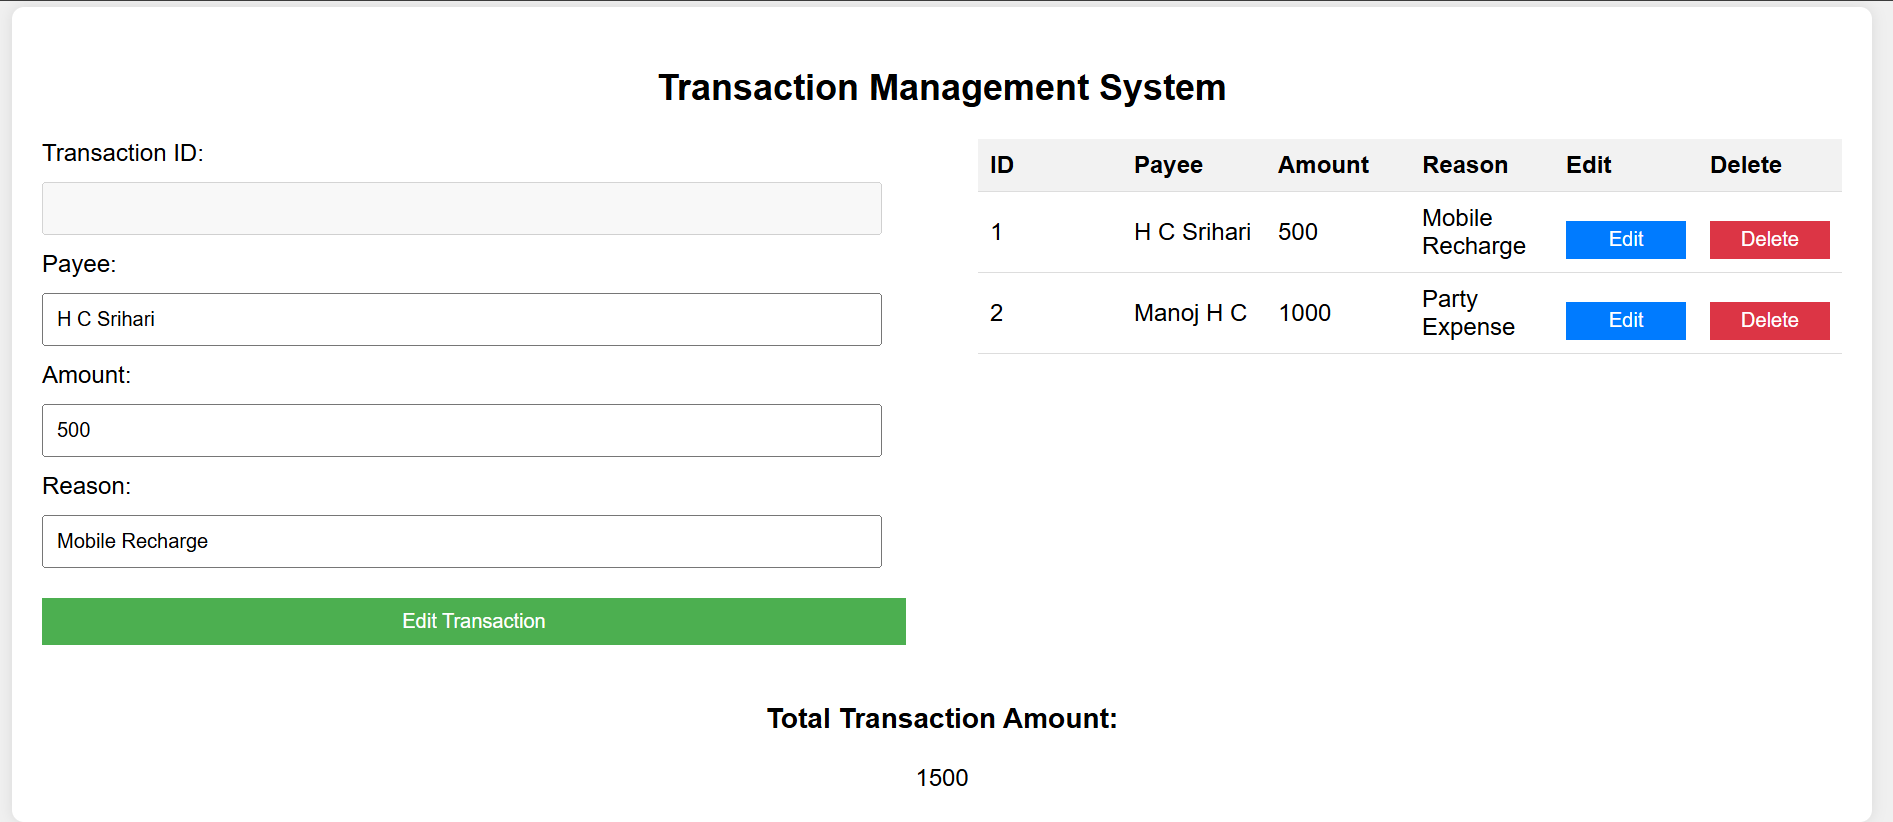 Transaction Management System
Transaction ID:
Payee:
H C Srihari
Amount:
500
Reason:
Mobile Recharge
Edit Transaction
ID Payee Amount Reason Edit Delete
1 H C Srihari 500 Mobile Recharge Edit Delete
2 Manoj H C 1000 Party Expense Edit Delete
Total Transaction Amount:
1500